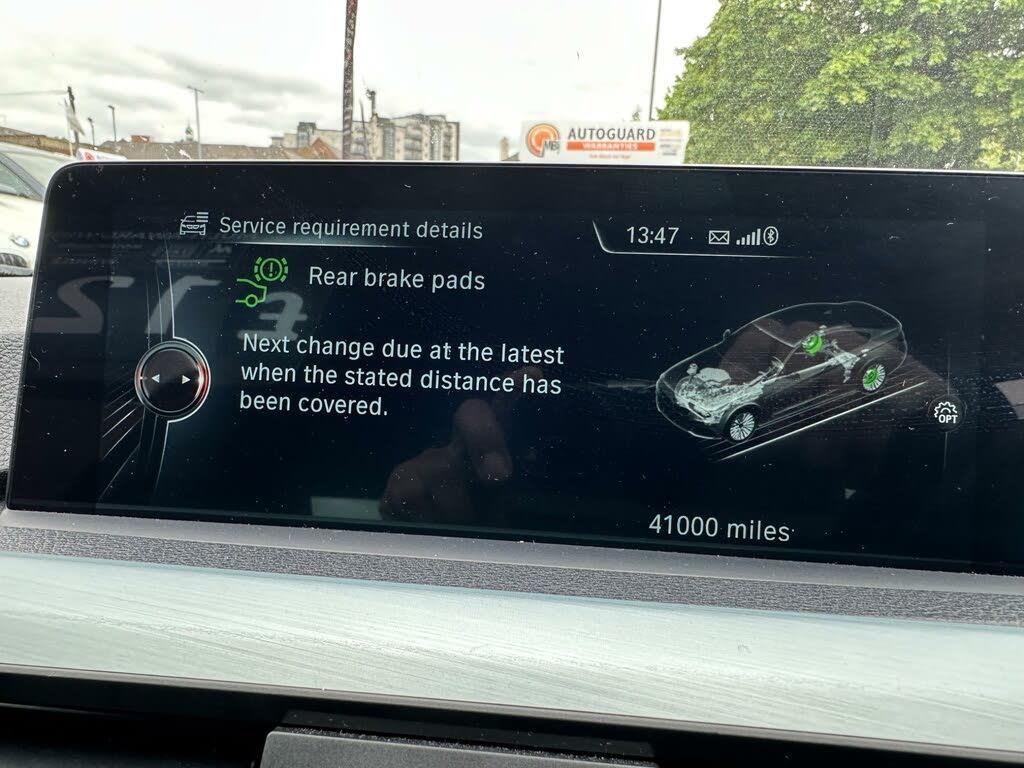 MB
AUTOGUARD
WARRANTIES
Service requirement details
13:47
Rear brake pads
Next change due at the latest
when the stated distance has
been covered.
OPT
41000 miles